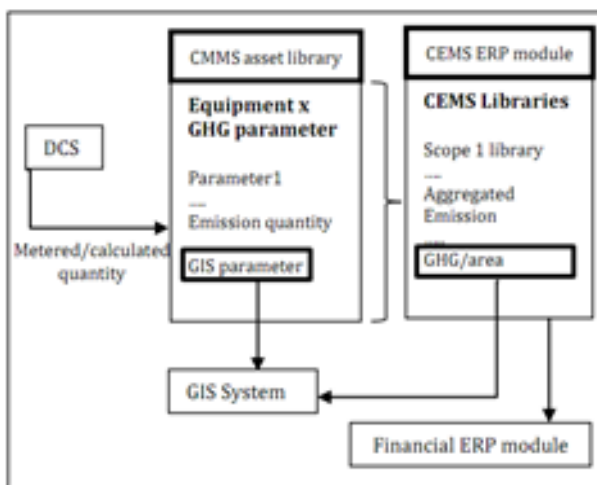 CMMS asset library
Equipment x
GHG parameter
Parameter1
---
Emission quantity
GIS parameter
DCS
Metered/calculated
quantity
CEMS ERP module
CEMS Libraries
Scope 1 library
---
Aggregated
Emission
---
GHG/area
GIS System
Financial ERP module